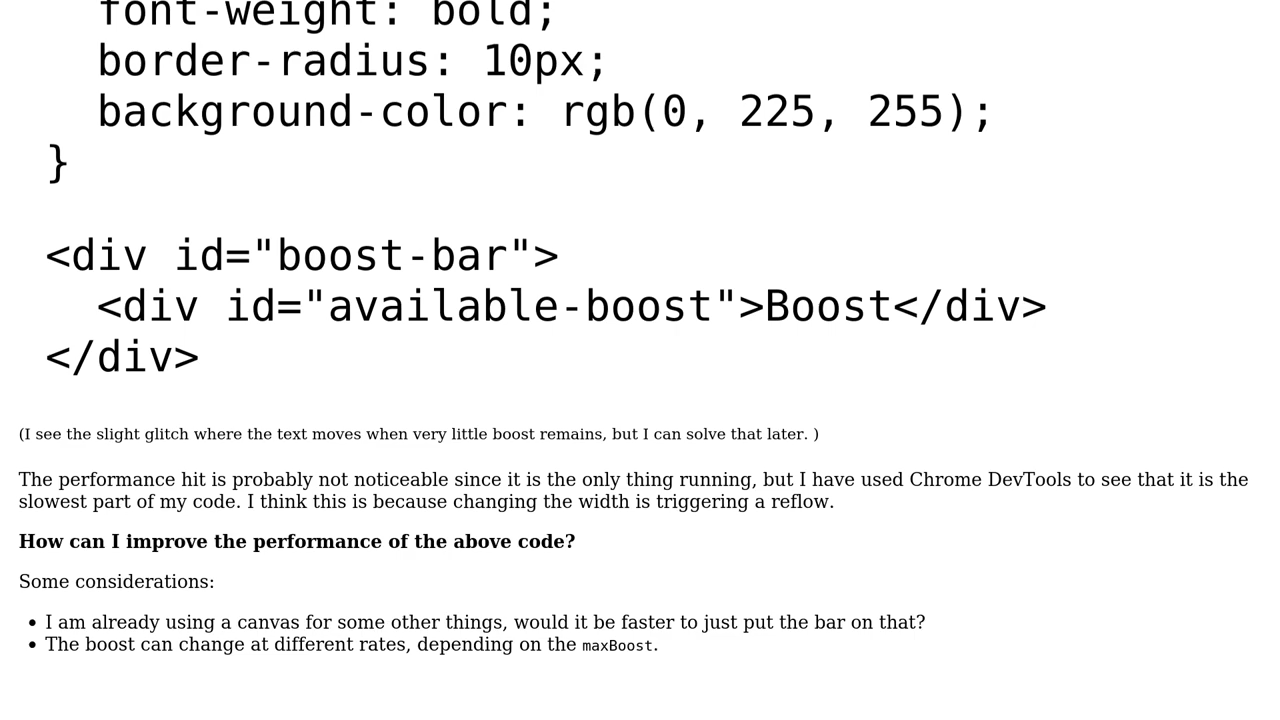 font-weight: bold;
border-radius: 10px;
background-color: rgb(0, 225, 255);
}
<div id="boost-bar">
<div id="available-boost">Boost</div>
</div>
(I see the slight glitch where the text moves when very little boost remains, but I can solve that later. )
The performance hit is probably not noticeable since it is the only thing running, but I have used Chrome DevTools to see that it is the
slowest part of my code. I think this is because changing the width is triggering a reflow.
How can I improve the performance of the above code?
Some considerations:
• I am already using a canvas for some other things, would it be faster to just put the bar on that?
• The boost can change at different rates, depending on the maxBoost.